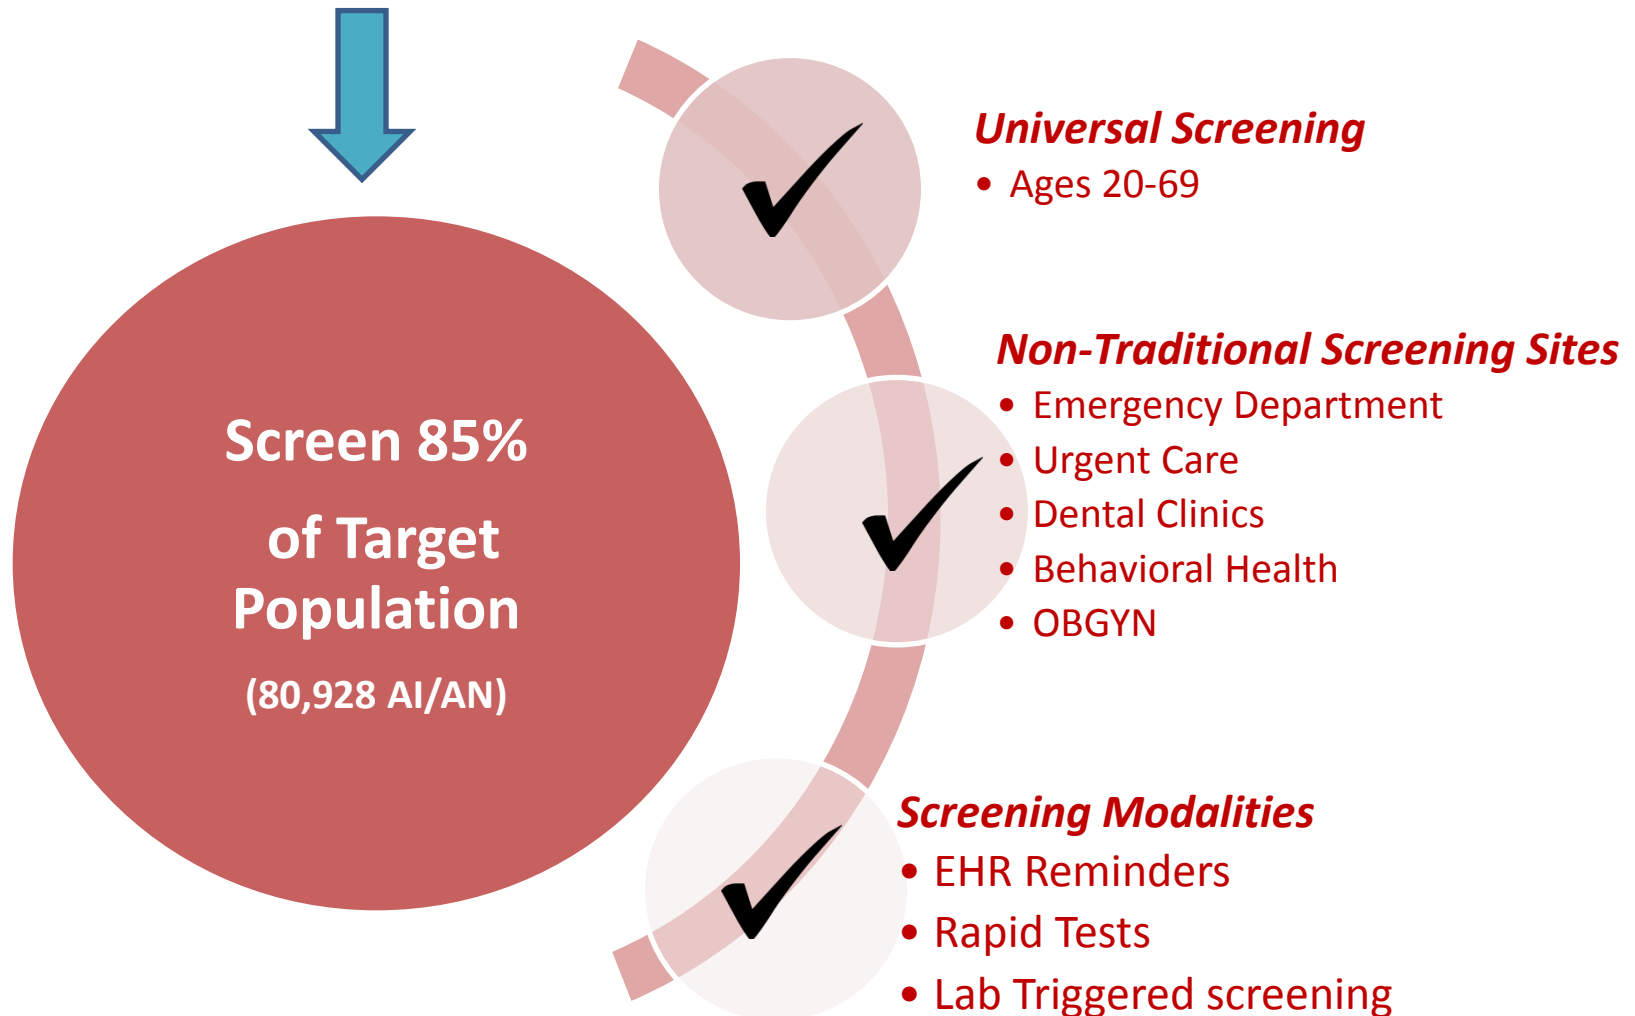 Screen 85%
of Target
Population
(80,928 AI/AN)
Universal Screening
• Ages 20-69
Non-Traditional Screening Sites
• Emergency Department
• Urgent Care
• Dental Clinics
• Behavioral Health
• OBGYN
Screening Modalities
• EHR Reminders
• Rapid Tests
• Lab Triggered screening